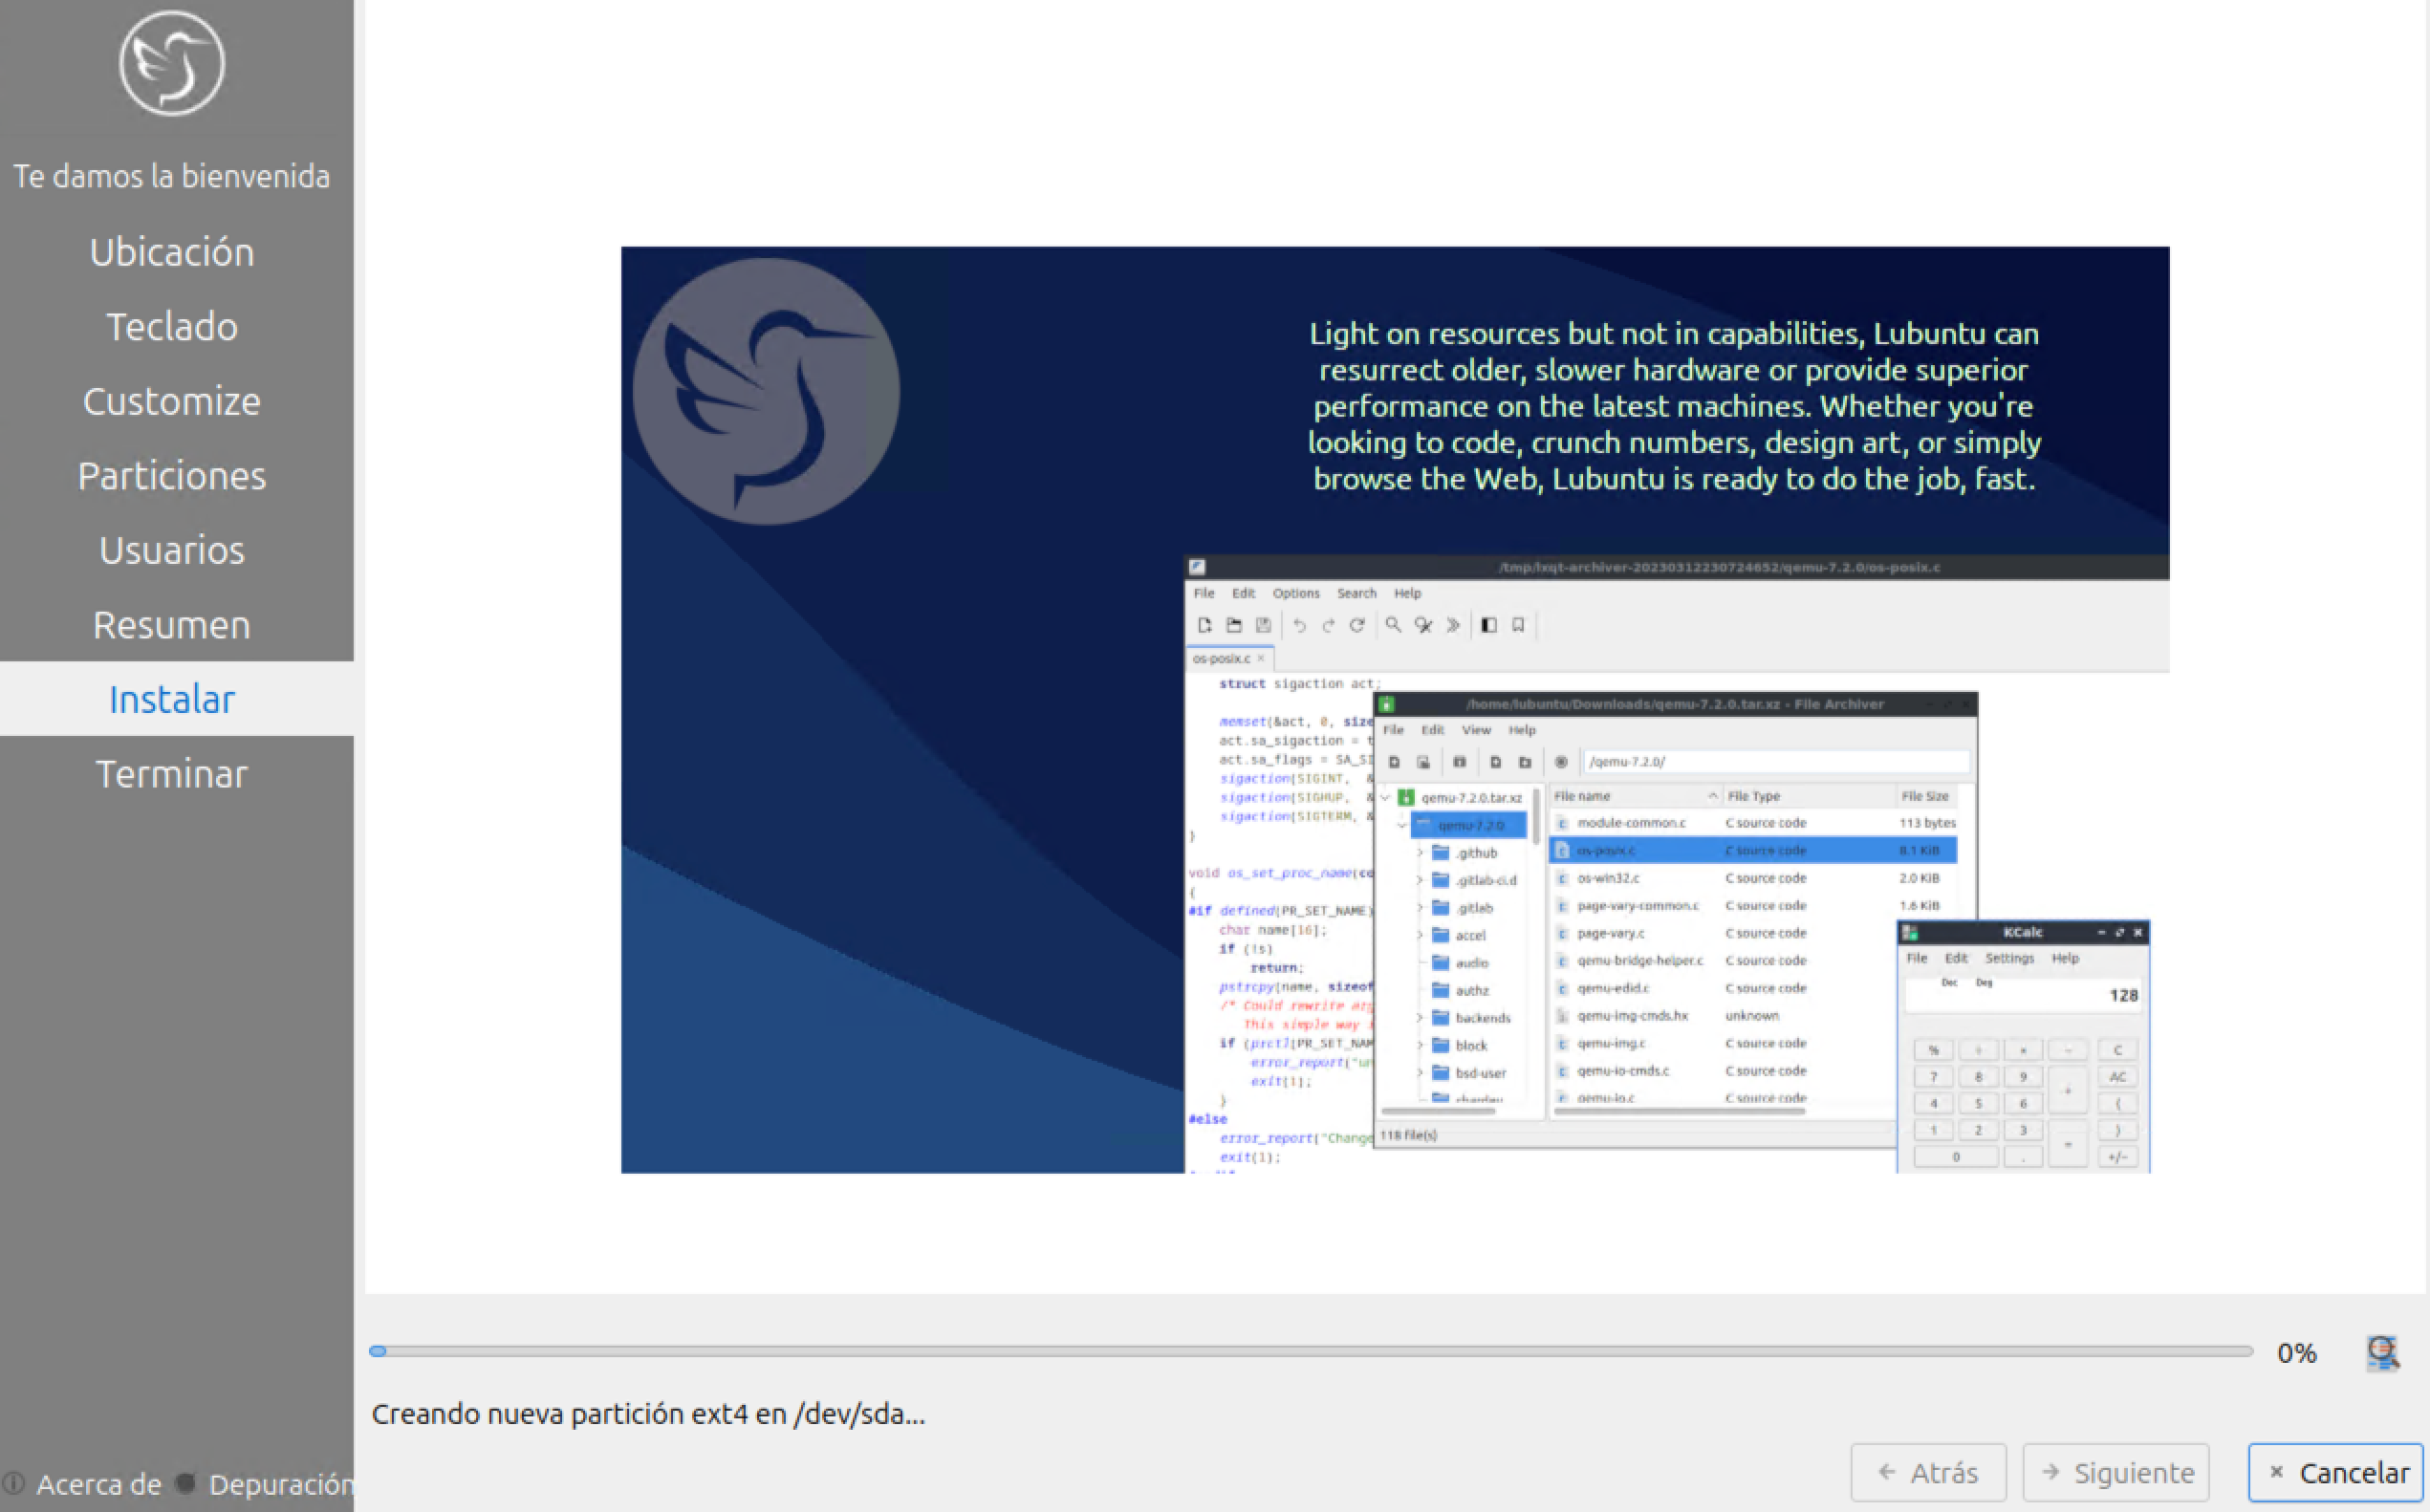 Te damos la bienvenida
Ubicación
Teclado
Customize
Particiones
Usuarios
Resumen
Instalar
Terminar
Acerca de
Depuración
Light on resources but not in capabilities, Lubuntu can
resurrect older, slower hardware or provide superior
performance on the latest machines. Whether you're
looking to code, crunch numbers, design art, or simply
browse the Web, Lubuntu is ready to do the job, fast.
/tmp/lxqt-archiver-20230312230724652/qemu-7.2.0/os-posix.c
File Edit Options Search Help
os-posix.c
struct sigaction act;
memset(&act, 0, size
act.sa_sigaction = t
act.sa_flags = SA_SI
sigaction(SIGINT, &
sigaction(SIGHUP, &
sigaction(SIGTERM, &
}
void os_set_proc_name(co
{
#if defined(PR_SET_NAME)
char name[16];
if (!s)
return;
pstrcpy(name, sizeof
/* Could rewrite arg
This simple way i
if (prctl(PR_SET_NAM
error_report("un
exit(1);
}
#else
error_report("Change
exit(1);
/home/lubuntu/Downloads/qemu-7.2.0.tar.xz - File Archiver
File Edit View Help
/qemu-7.2.0/
qemu-7.2.0.tar.xz
qemu-7.2.0
.github
.gitlab-ci.d
.gitlab
accel
audio
authz
backends
block
bsd-user
chardev
File name File Type File Size
module-common.c C source code 113 bytes
os-posix.c C source code 8.1 KiB
os-win32.c C source code 2.0 KiB
page-vary-common.c C source code 1.6 KiB
page-vary.c C source code
qemu-bridge-helper.c C source code
qemu-edid.c C source code
qemu-img-cmds.hx unknown
qemu-img.c C source code
qemu-io-cmds.c C source code
qemu-io.c C source code
118 file(s)
KCalc
File Edit Settings Help
Dec Deg
128
% ÷ × − C
7 8 9 + AC
4 5 6 (
1 2 3 = )
0 . +/−
0%
Creando nueva partición ext4 en /dev/sda...
Atrás
Siguiente
Cancelar